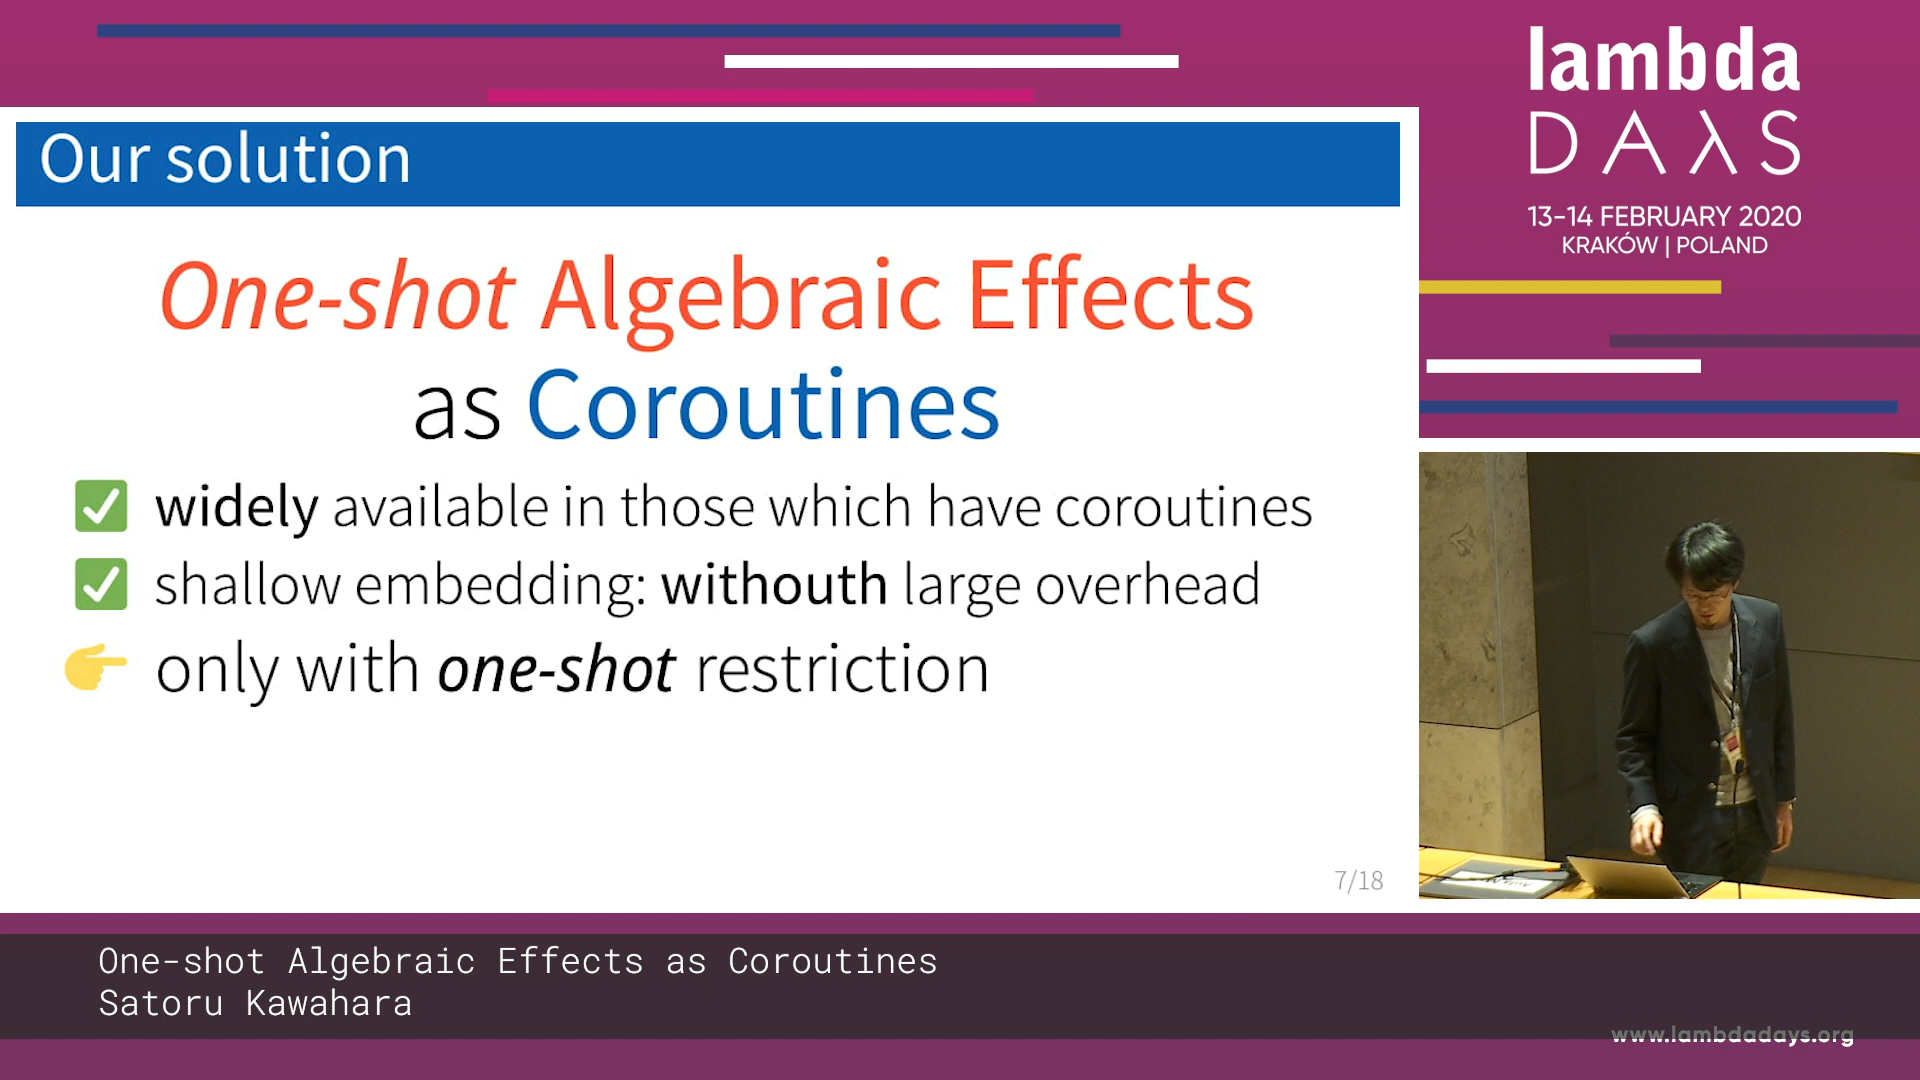 lambda
DAλS
13-14 FEBRUARY 2020
KRAKÓW | POLAND
Our solution
One-shot Algebraic Effects
as Coroutines
widely available in those which have coroutines
shallow embedding: withouth large overhead
only with one-shot restriction
7/18
One-shot Algebraic Effects as Coroutines
Satoru Kawahara
www.lambdadays.org